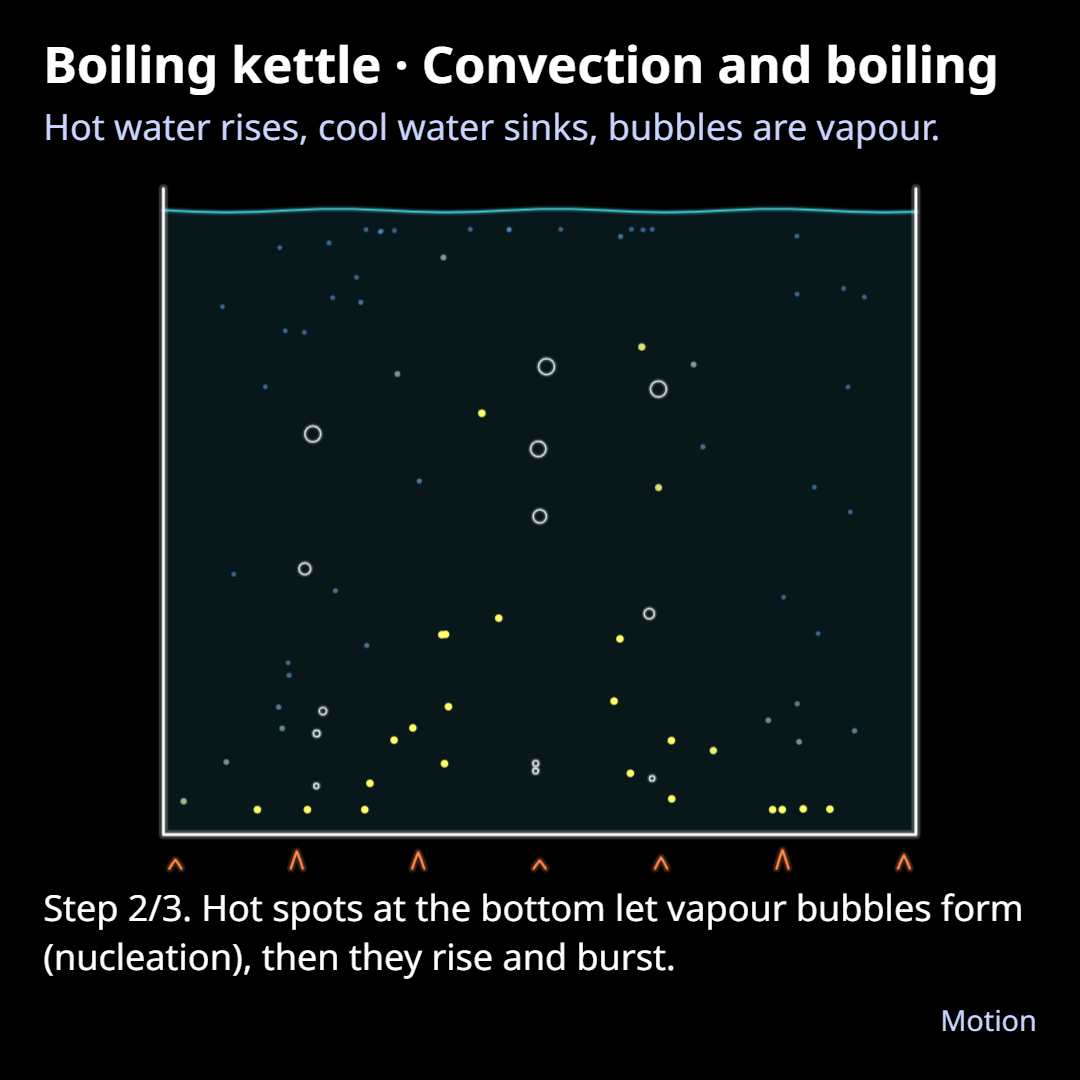 Boiling kettle · Convection and boiling
Hot water rises, cool water sinks, bubbles are vapour.
Step 2/3. Hot spots at the bottom let vapour bubbles form
(nucleation), then they rise and burst.
Motion